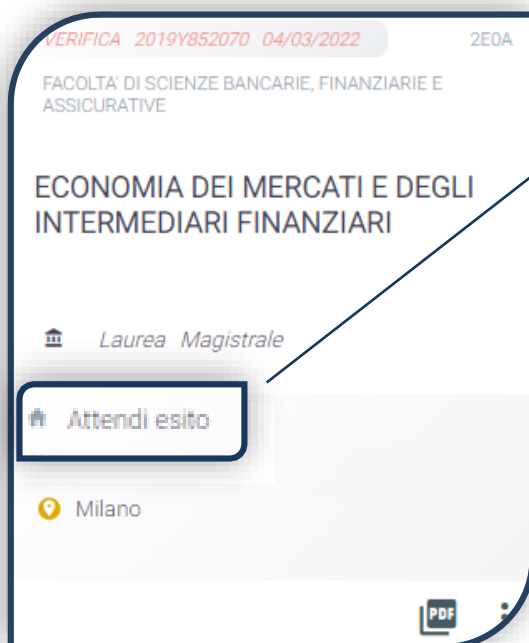 VERIFICA 2019Y852070 04/03/2022 2E0A
FACOLTA' DI SCIENZE BANCARIE, FINANZIARIE E
ASSICURATIVE
ECONOMIA DEI MERCATI E DEGLI
INTERMEDIARI FINANZIARI
Laurea Magistrale
Attendi esito
Milano
PDF